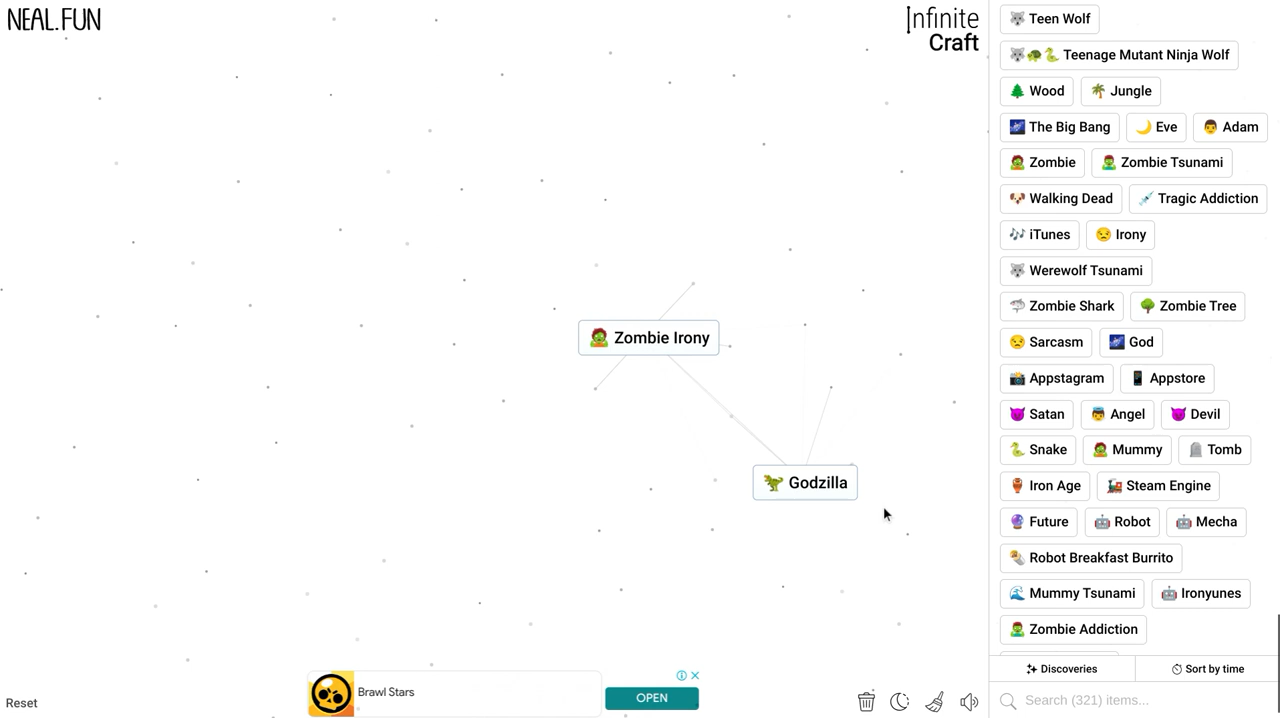 NEAL.FUN
Infinite
Craft
Zombie Irony
Godzilla
Teen Wolf
Teenage Mutant Ninja Wolf
Wood Jungle
The Big Bang Eve Adam
Zombie Zombie Tsunami
Walking Dead Tragic Addiction
iTunes Irony
Werewolf Tsunami
Zombie Shark Zombie Tree
Sarcasm God
Appstagram Appstore
Satan Angel Devil
Snake Mummy Tomb
Iron Age Steam Engine
Future Robot Mecha
Robot Breakfast Burrito
Mummy Tsunami Ironyunes
Zombie Addiction
Discoveries Sort by time
Search (321) items...
Brawl Stars
OPEN
Reset